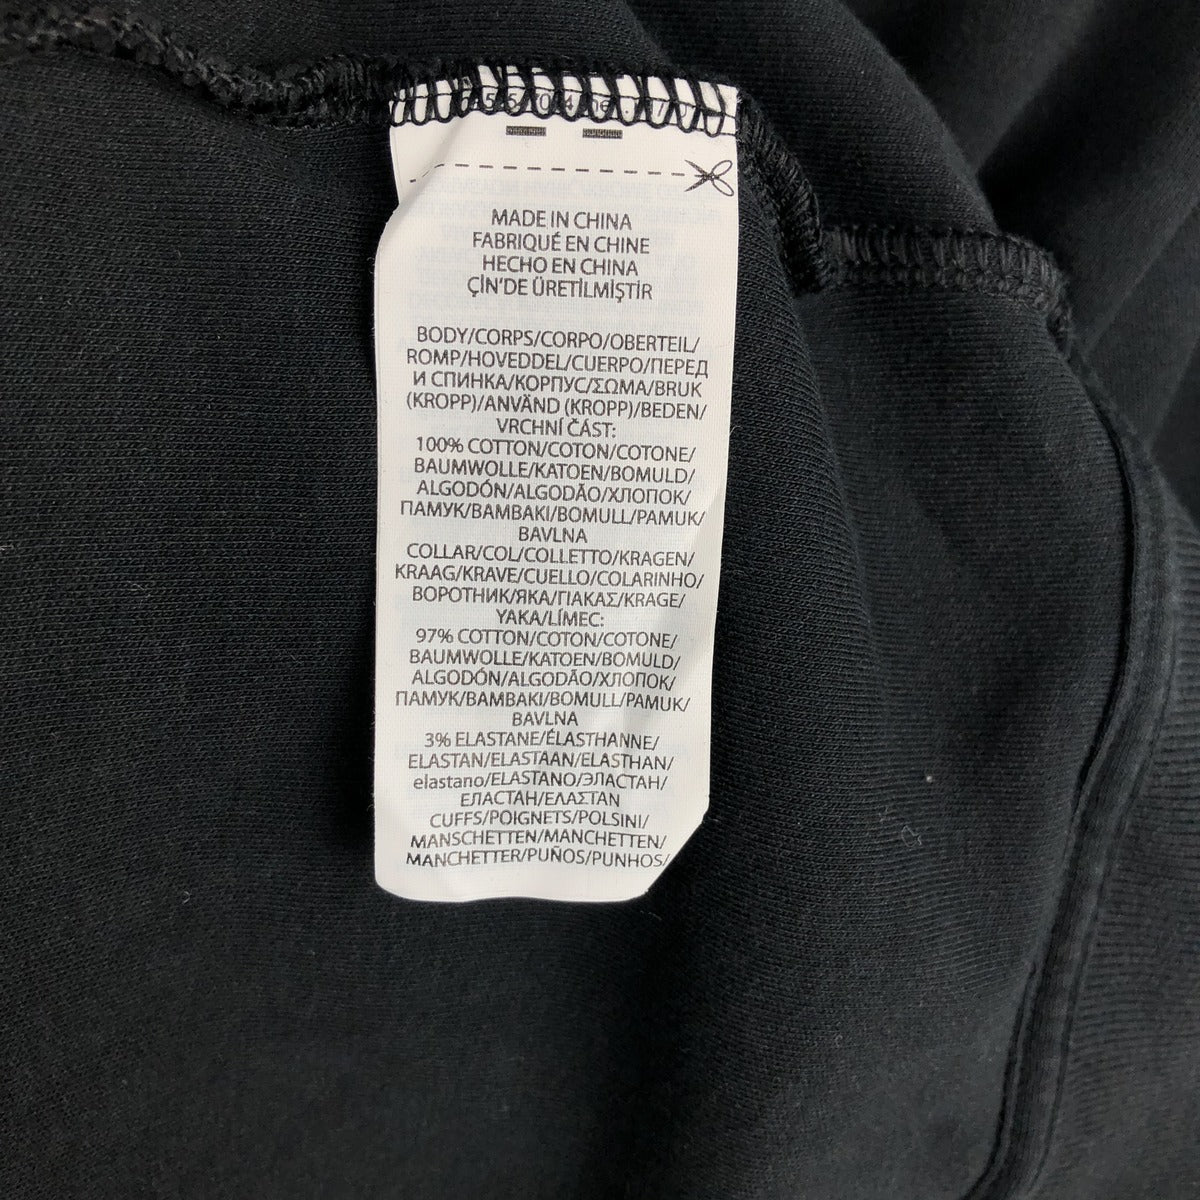 MADE IN CHINA
FABRIQUÉ EN CHINE
HECHO EN CHINA
ÇİN'DE ÜRETİLMİŞTİR
BODY/CORPS/CORPO/OBERTEIL/
ROMP/HOVEDDEL/CUERPO/ПЕРЕД
И СПИНКА/КОРПУС/ΣΩΜΑ/BRUK
(KROPP)/ANVÄND (KROPP)/BEDEN/
VRCHNÍ ČÁST:
100% COTTON/COTON/COTONE/
BAUMWOLLE/KATOEN/BOMULD/
ALGODÓN/ALGODÃO/ХЛОПОК/
ПАМУК/ΒΑΜΒΑΚΙ/BOMULL/PAMUK/
BAVLNA
COLLAR/COL/COLLETTO/KRAGEN/
KRAAG/KRAVE/CUELLO/COLARINHO/
ВОРОТНИК/ЯКА/ΓΙΑΚΑΣ/KRAGE/
YAKA/LÍMEC:
97% COTTON/COTON/COTONE/
BAUMWOLLE/KATOEN/BOMULD/
ALGODÓN/ALGODÃO/ХЛОПОК/
ПАМУК/ΒΑΜΒΑΚΙ/BOMULL/PAMUK/
BAVLNA
3% ELASTANE/ÉLASTHANNE/
ELASTAN/ELASTAAN/ELASTHAN/
elastano/ELASTANO/ЭЛАСТАН/
ЕЛАСТАН/ΕΛΑΣΤΑΝ
CUFFS/POIGNETS/POLSINI/
MANSCHETTEN/MANCHETTEN/
MANCHETTER/PUÑOS/PUNHOS/